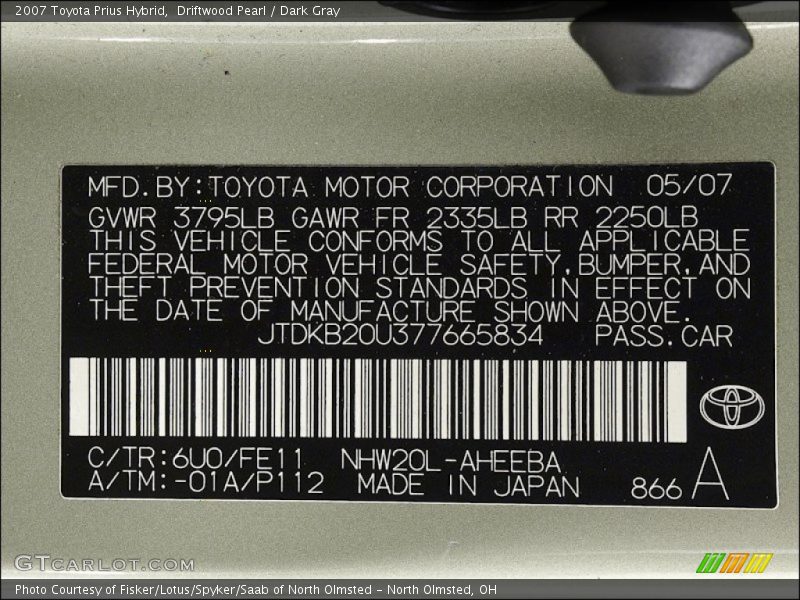 2007 Toyota Prius Hybrid,  Driftwood Pearl / Dark Gray
MFD.BY:TOYOTA MOTOR CORPORATION 05/07
GVWR 3795LB GAWR FR 2335LB RR 2250LB
THIS VEHICLE CONFORMS TO ALL APPLICABLE
FEDERAL MOTOR VEHICLE SAFETY,BUMPER,AND
THEFT PREVENTION STANDARDS IN EFFECT ON
THE DATE OF MANUFACTURE SHOWN ABOVE.
JTDKB20U377665834 PASS.CAR
C/TR:6U0/FE11 NHW20L-AHEEBA
A/TM:-01A/P112 MADE IN JAPAN 866 A
GTCARLOT.COM
Photo Courtesy of Fisker/Lotus/Spyker/Saab of North Olmsted - North Olmsted, OH